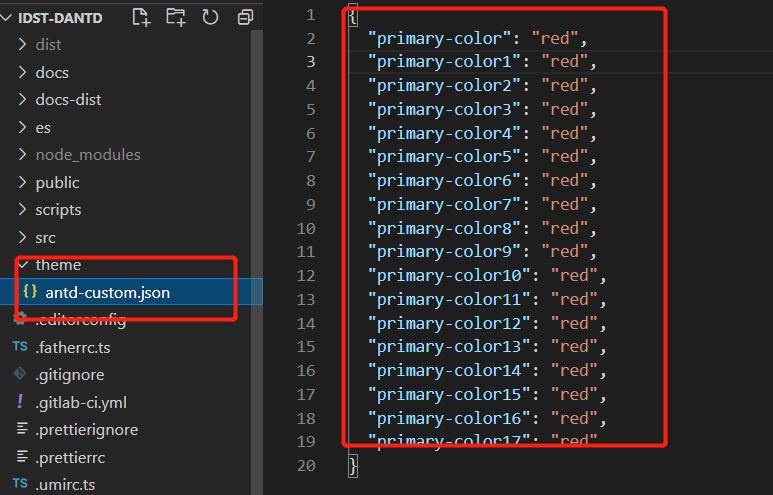 IDST-DANTD
dist
docs
docs-dist
es
node_modules
public
scripts
src
theme
{} antd-custom.json
.editorconfig
TS .fatherrc.ts
.gitignore
! .gitlab-ci.yml
.prettierignore
.prettierrc
TS .umirc.ts
1 {
2 "primary-color": "red",
3 "primary-color1": "red",
4 "primary-color2": "red",
5 "primary-color3": "red",
6 "primary-color4": "red",
7 "primary-color5": "red",
8 "primary-color6": "red",
9 "primary-color7": "red",
10 "primary-color8": "red",
11 "primary-color9": "red",
12 "primary-color10": "red",
13 "primary-color11": "red",
14 "primary-color12": "red",
15 "primary-color13": "red",
16 "primary-color14": "red",
17 "primary-color15": "red",
18 "primary-color16": "red",
19 "primary-color17": "red"
20 }